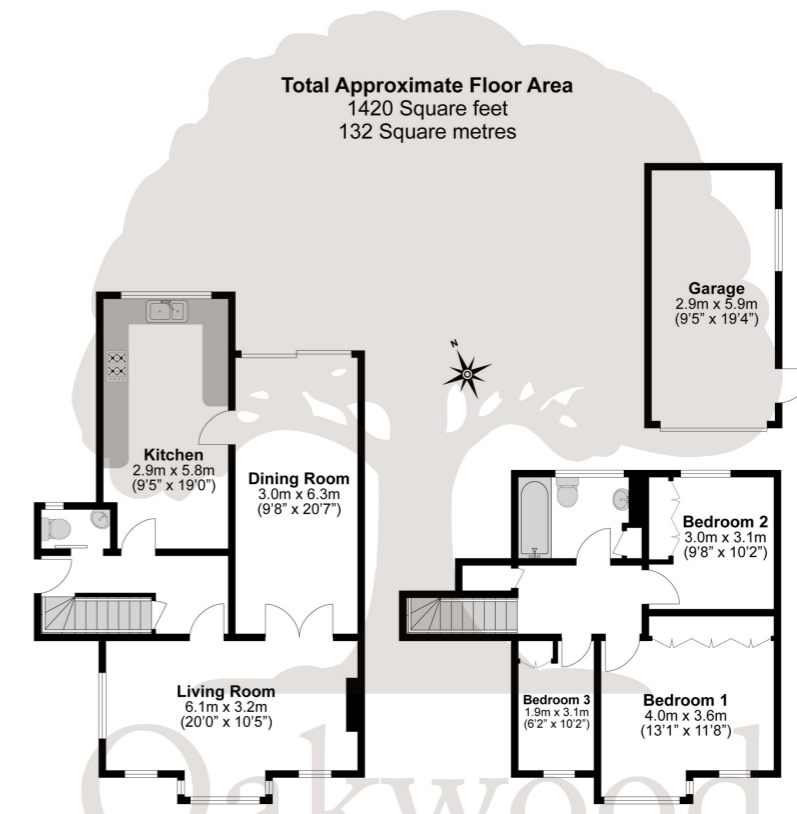 Total Approximate Floor Area
1420 Square feet
132 Square metres
Garage
2.9m x 5.9m
(9’5” x 19’4”)
N
Kitchen
2.9m x 5.8m
(9’5” x 19’0”)
Dining Room
3.0m x 6.3m
(9’8” x 20’7”)
Living Room
6.1m x 3.2m
(20’0” x 10’5”)
Bedroom 2
3.0m x 3.1m
(9’8” x 10’2”)
Bedroom 3
1.9m x 3.1m
(6’2” x 10’2”)
Bedroom 1
4.0m x 3.6m
(13’1” x 11’8”)
Oakwood